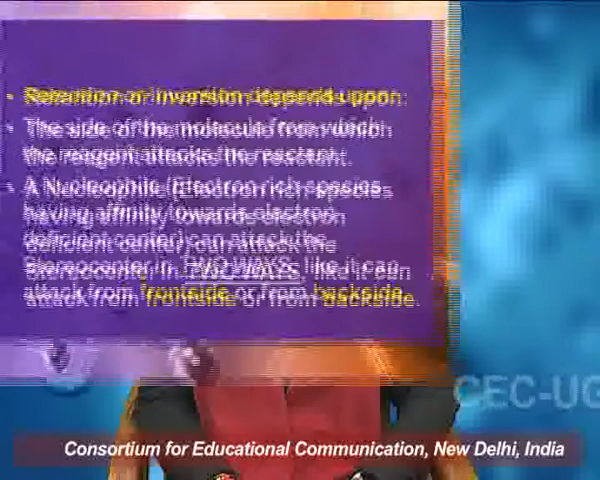 Retention or inversion depends upon:
The side of the molecule from which
the reagent attacks the reactant.
A Nucleophile (Electron rich species
having affinity towards electron
deficient center) can attack the
Stereocenter in TWO WAYS, like it can
attack from frontside or from backside.
CEC-UG
Consortium for Educational Communication, New Delhi, India